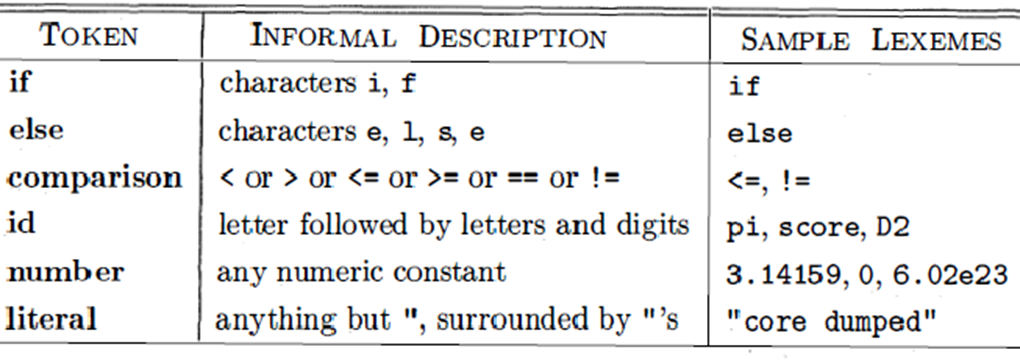 TOKEN INFORMAL DESCRIPTION SAMPLE LEXEMES
if characters i, f if
else characters e, l, s, e else
comparison < or > or <= or >= or == or != <=, !=
id letter followed by letters and digits pi, score, D2
number any numeric constant 3.14159, 0, 6.02e23
literal anything but ", surrounded by "'s "core dumped"